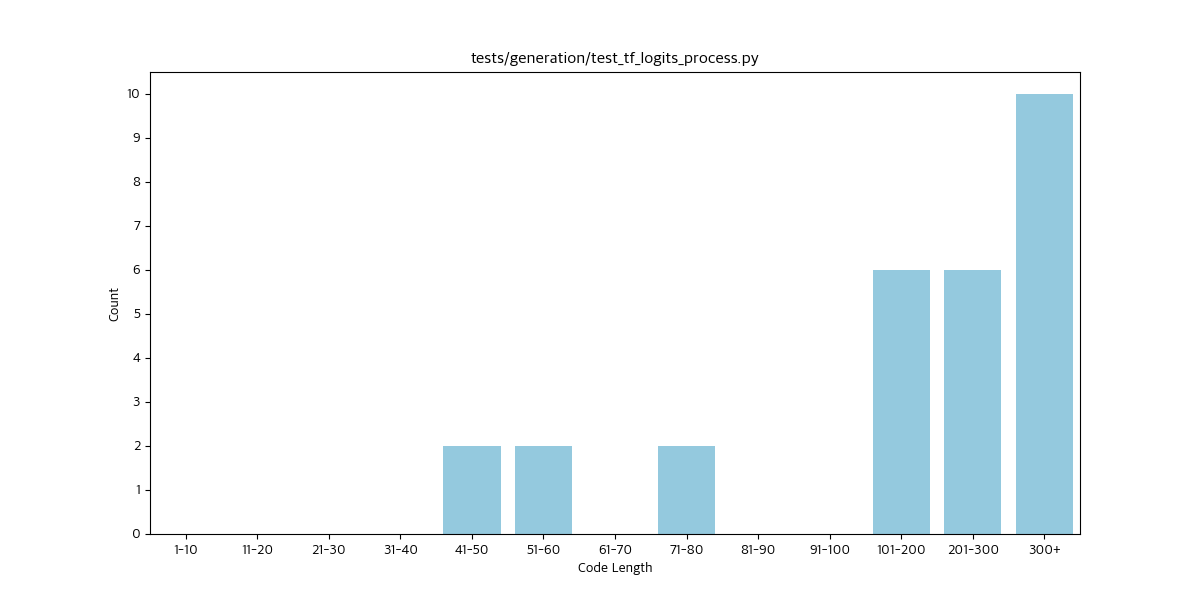 tests/generation/test_tf_logits_process.py
10
9
8
7
6
5
4
3
2
1
0
Count
1-10 11-20 21-30 31-40 41-50 51-60 61-70 71-80 81-90 91-100 101-200 201-300 300+
Code Length